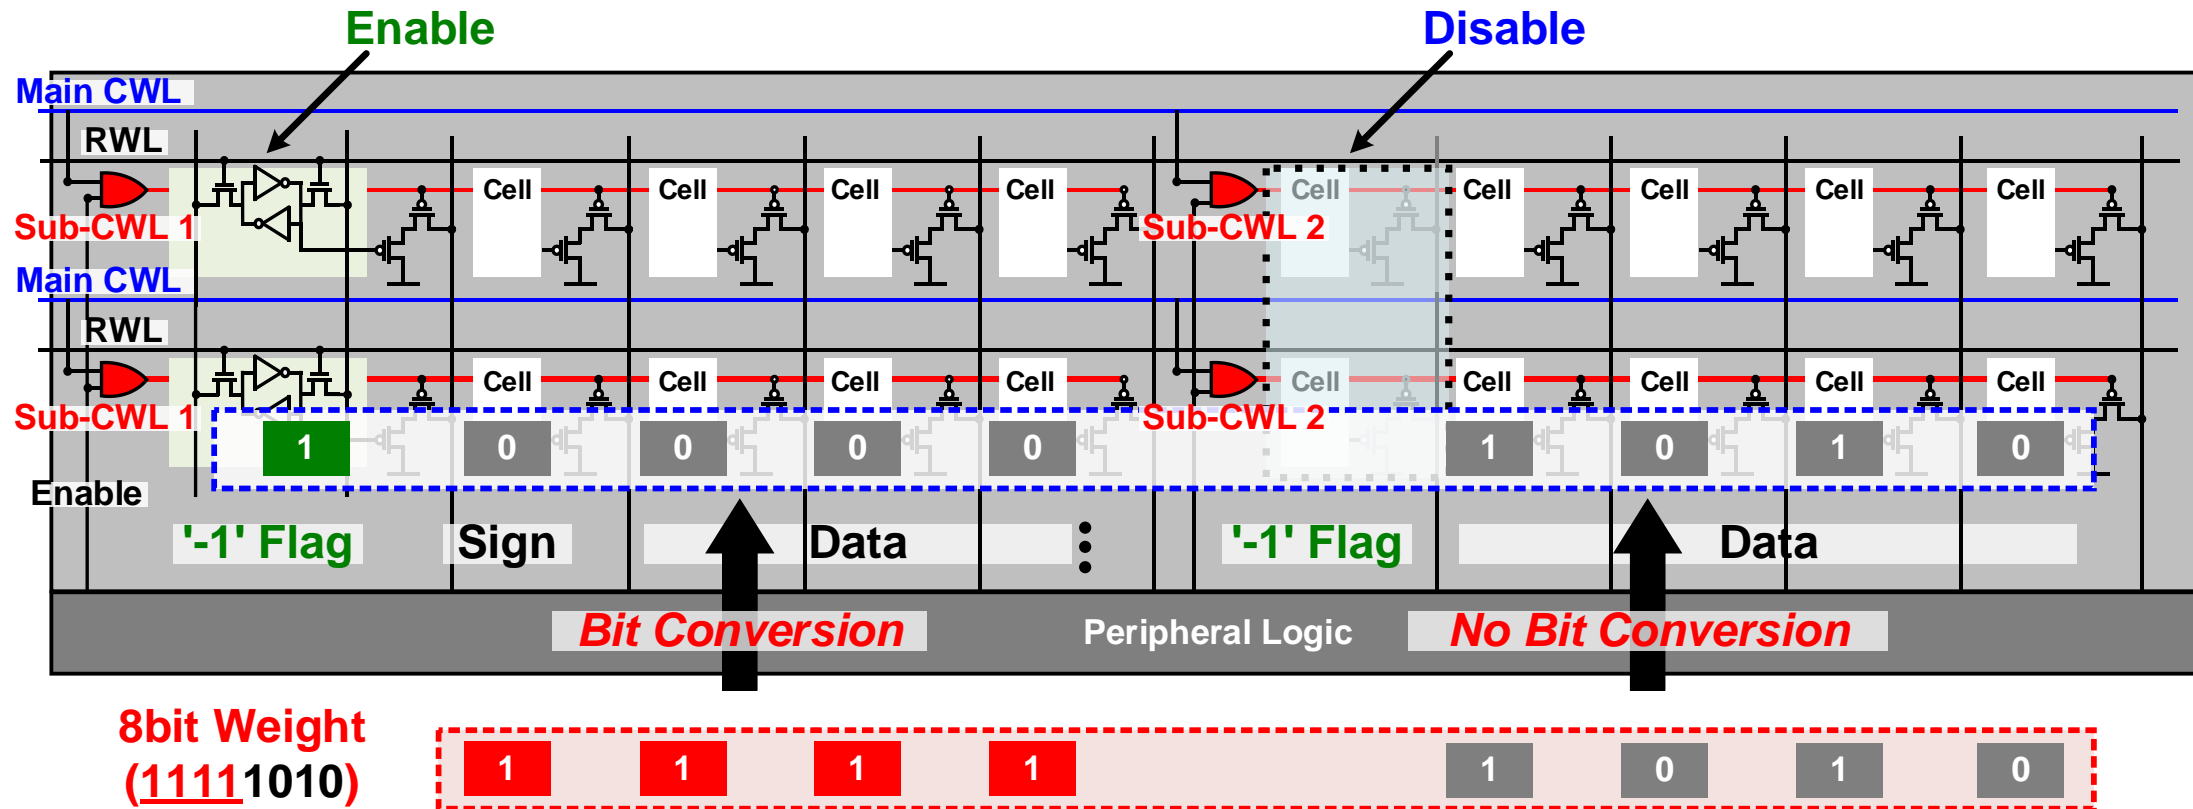 Enable
Disable
Main CWL
RWL
Cell Cell Cell Cell Cell Cell Cell Cell Cell
Sub-CWL 1
Sub-CWL 2
Main CWL
RWL
Cell Cell Cell Cell Cell Cell Cell Cell Cell
Sub-CWL 1
Sub-CWL 2
1 0 0 0 0 1 0 1 0
Enable
'-1' Flag Sign Data '-1' Flag Data
Bit Conversion Peripheral Logic No Bit Conversion
8bit Weight
(11111010)
1 1 1 1 1 0 1 0